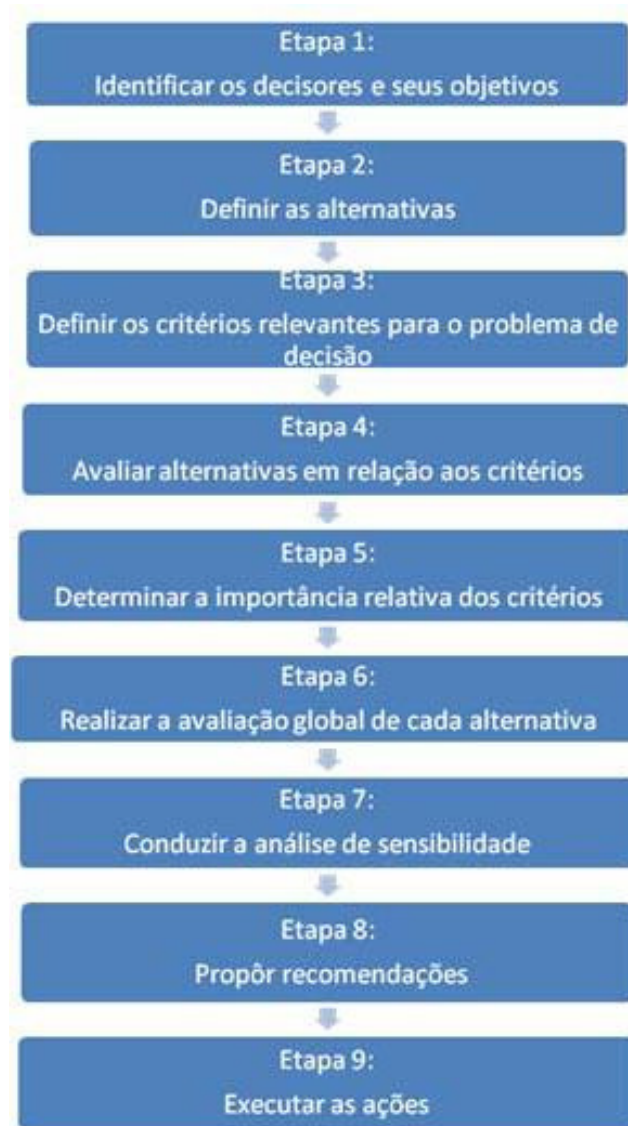 Etapa 1:
Identificar os decisores e seus objetivos
Etapa 2:
Definir as alternativas
Etapa 3:
Definir os critérios relevantes para o problema de
decisão
Etapa 4:
Avaliar alternativas em relação aos critérios
Etapa 5:
Determinar a importância relativa dos critérios
Etapa 6:
Realizar a avaliação global de cada alternativa
Etapa 7:
Conduzir a análise de sensibilidade
Etapa 8:
Propôr recomendações
Etapa 9:
Executar as ações